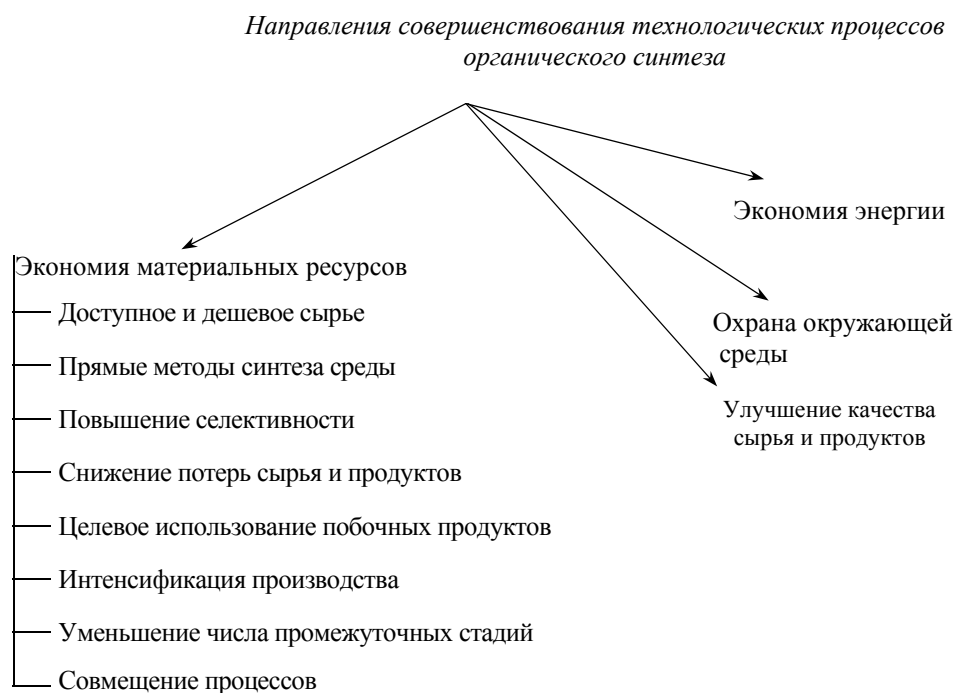 Направления совершенствования технологических процессов
органического синтеза
Экономия энергии
Экономия материальных ресурсов
Доступное и дешевое сырье
Прямые методы синтеза среды
Повышение селективности
Снижение потерь сырья и продуктов
Целевое использование побочных продуктов
Интенсификация производства
Уменьшение числа промежуточных стадий
Совмещение процессов
Охрана окружающей
среды
Улучшение качества
сырья и продуктов